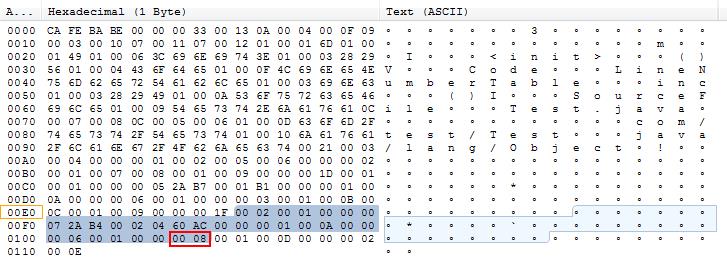 A... Hexadecimal (1 Byte) Text (ASCII)
0000 CA FE BA BE 00 00 00 33 00 13 0A 00 04 00 0F 09 ° ° ° ° ° ° ° 3 ° ° ° ° ° ° ° °
0010 00 03 00 10 07 00 11 07 00 12 01 00 01 6D 01 00 ° ° ° ° ° ° ° ° ° ° ° ° ° m ° °
0020 01 49 01 00 06 3C 69 6E 69 74 3E 01 00 03 28 29 ° I ° ° ° < i n i t > ° ° ° ( )
0030 56 01 00 04 43 6F 64 65 01 00 0F 4C 69 6E 65 4E V ° ° ° C o d e ° ° ° L i n e N
0040 75 6D 62 65 72 54 61 62 6C 65 01 00 03 69 6E 63 u m b e r T a b l e ° ° ° i n c
0050 01 00 03 28 29 49 01 00 0A 53 6F 75 72 63 65 46 ° ° ° ( ) I ° ° ° S o u r c e F
0060 69 6C 65 01 00 09 54 65 73 74 2E 6A 61 76 61 0C i l e ° ° ° T e s t . j a v a °
0070 00 07 00 08 0C 00 05 00 06 01 00 0D 63 6F 6D 2F ° ° ° ° ° ° ° ° ° ° ° ° c o m /
0080 74 65 73 74 2F 54 65 73 74 01 00 10 6A 61 76 61 t e s t / T e s t ° ° ° j a v a
0090 2F 6C 61 6E 67 2F 4F 62 6A 65 63 74 00 21 00 03 / l a n g / O b j e c t ° ! ° °
00A0 00 04 00 00 00 01 00 02 00 05 00 06 00 00 00 02 ° ° ° ° ° ° ° ° ° ° ° ° ° ° ° °
00B0 00 01 00 07 00 08 00 01 00 09 00 00 00 1D 00 01 ° ° ° ° ° ° ° ° ° ° ° ° ° ° ° °
00C0 00 01 00 00 00 05 2A B7 00 01 B1 00 00 00 01 00 ° ° ° ° ° ° * ° ° ° ° ° ° ° ° °
00D0 0A 00 00 00 06 00 01 00 00 00 03 00 01 00 0B 00 ° ° ° ° ° ° ° ° ° ° ° ° ° ° ° °
00E0 0C 00 01 00 09 00 00 00 1F 00 02 00 01 00 00 00 ° ° ° ° ° ° ° ° ° ° ° ° ° ° ° °
00F0 07 2A B4 00 02 04 60 AC 00 00 00 01 00 0A 00 00 ° * ° ° ° ° ` ° ° ° ° ° ° ° ° °
0100 00 06 00 01 00 00 00 08 00 01 00 0D 00 00 00 02 ° ° ° ° ° ° ° ° ° ° ° ° ° ° ° °
0110 00 0E ° °